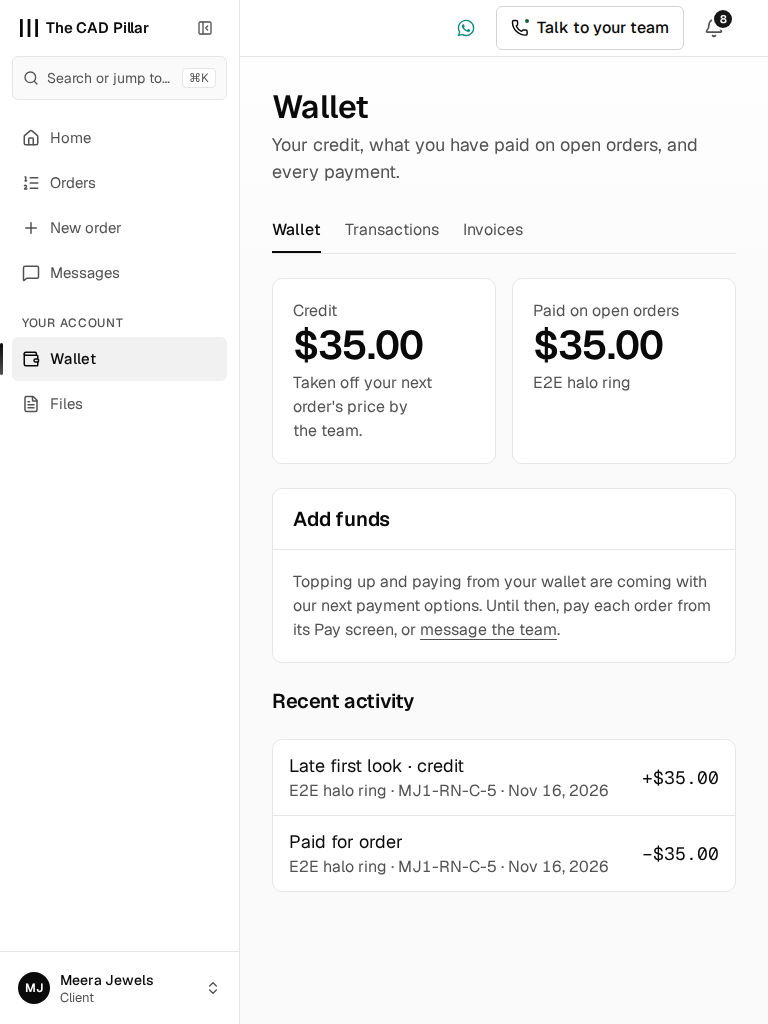 The CAD Pillar
Search or jump to... ⌘K
Home
Orders
New order
Messages
YOUR ACCOUNT
Wallet
Files
MJ
Meera Jewels
Client
Talk to your team
8
Wallet
Your credit, what you have paid on open orders, and
every payment.
Wallet Transactions Invoices
Credit
$35.00
Taken off your next
order's price by
the team.
Paid on open orders
$35.00
E2E halo ring
Add funds
Topping up and paying from your wallet are coming with
our next payment options. Until then, pay each order from
its Pay screen, or message the team.
Recent activity
Late first look · credit
E2E halo ring · MJ1-RN-C-5 · Nov 16, 2026
+$35.00
Paid for order
E2E halo ring · MJ1-RN-C-5 · Nov 16, 2026
−$35.00